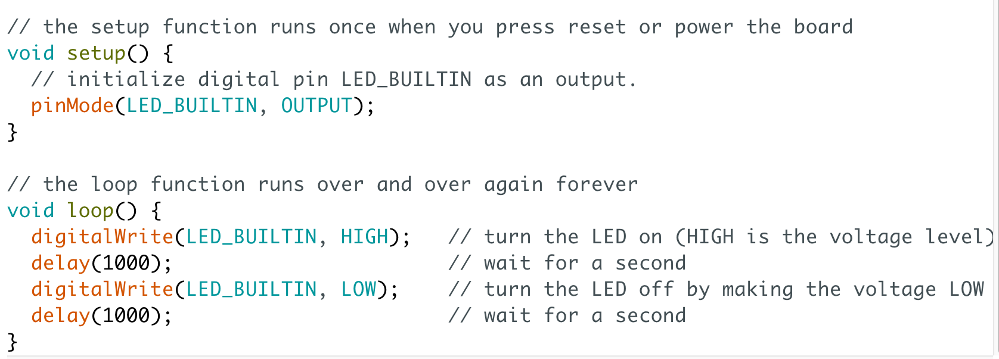 // the setup function runs once when you press reset or power the board
void setup() {
  // initialize digital pin LED_BUILTIN as an output.
  pinMode(LED_BUILTIN, OUTPUT);
}

// the loop function runs over and over again forever
void loop() {
  digitalWrite(LED_BUILTIN, HIGH);   // turn the LED on (HIGH is the voltage level)
  delay(1000);                       // wait for a second
  digitalWrite(LED_BUILTIN, LOW);    // turn the LED off by making the voltage LOW
  delay(1000);                       // wait for a second
}